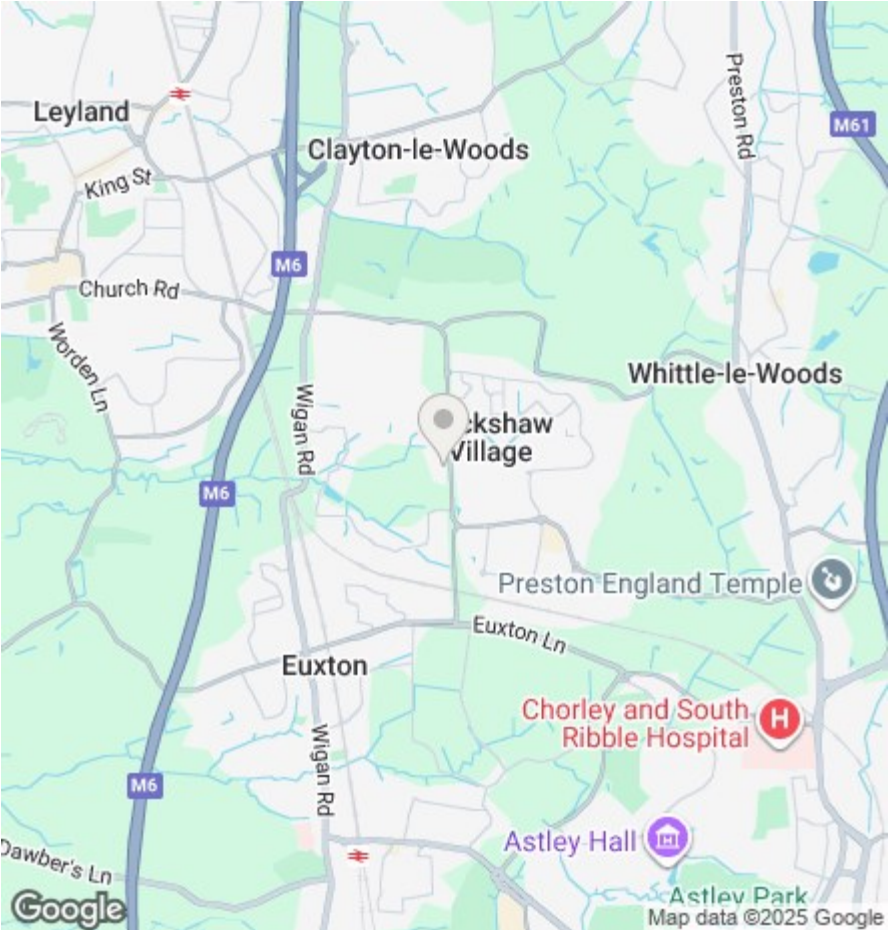 Leyland
Preston Rd
M61
Clayton-le-Woods
King St
M6
Church Rd
Worden Ln
Whittle-le-Woods
Wigan Rd
ckshaw
Village
M6
Preston England Temple
Euxton Ln
Euxton
Chorley and South
Ribble Hospital
H
Wigan Rd
M6
Astley Hall
Dawber's Ln
Astley Park
Google
Map data ©2025 Google